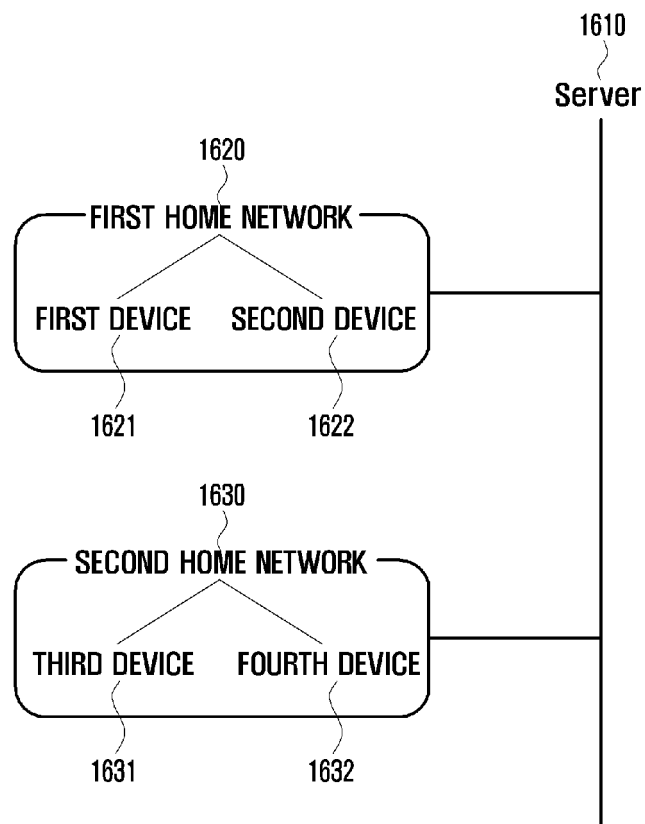 1610
Server
1620
FIRST HOME NETWORK
FIRST DEVICE SECOND DEVICE
1621 1622
1630
SECOND HOME NETWORK
THIRD DEVICE FOURTH DEVICE
1631 1632